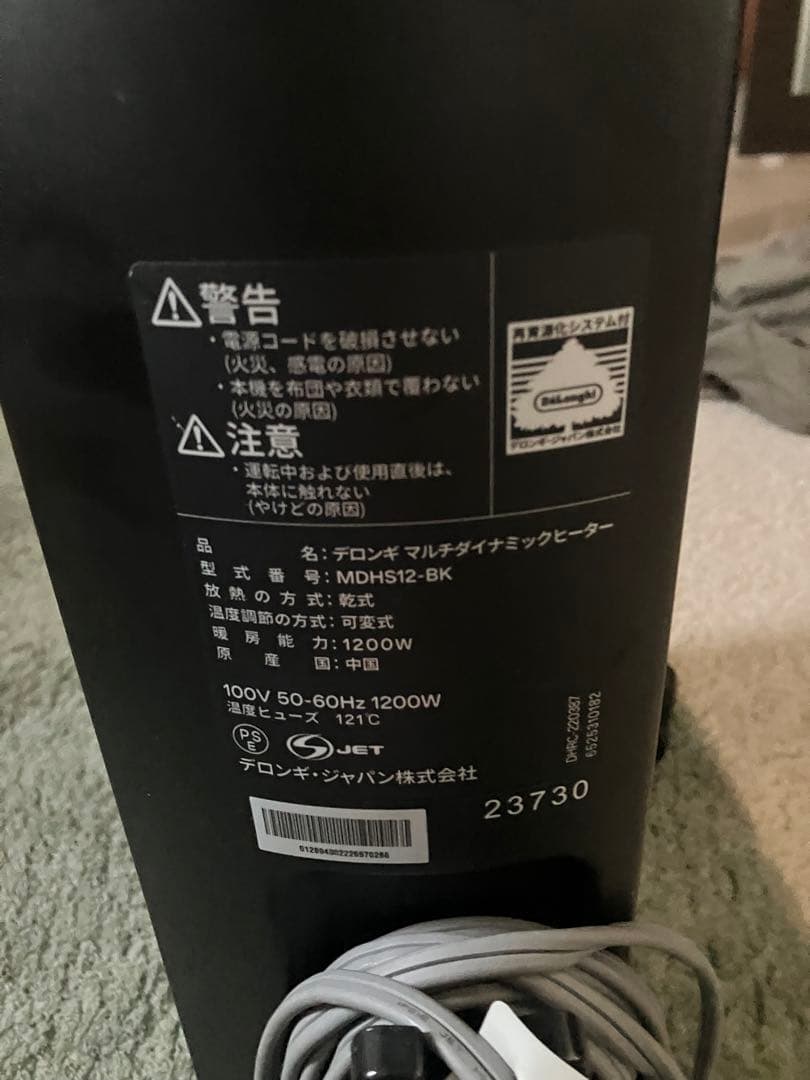 警告
・電源コードを破損させない
(火災、感電の原因)
・本機を布団や衣類で覆わない
(火災の原因)
注意
・運転中および使用直後は、
本体に触れない
(やけどの原因)
再資源化システム付
DeLonghi
デロンギ・ジャパン株式会社
品名:デロンギ マルチダイナミックヒーター
型式番号:MDHS12-BK
放熱の方式:乾式
温度調節の方式:可変式
暖房能力:1200W
原産国:中国
100V 50-60Hz 1200W
温度ヒューズ 121℃
PSE
JET
デロンギ・ジャパン株式会社
DHRC-220387
6525310182
23730